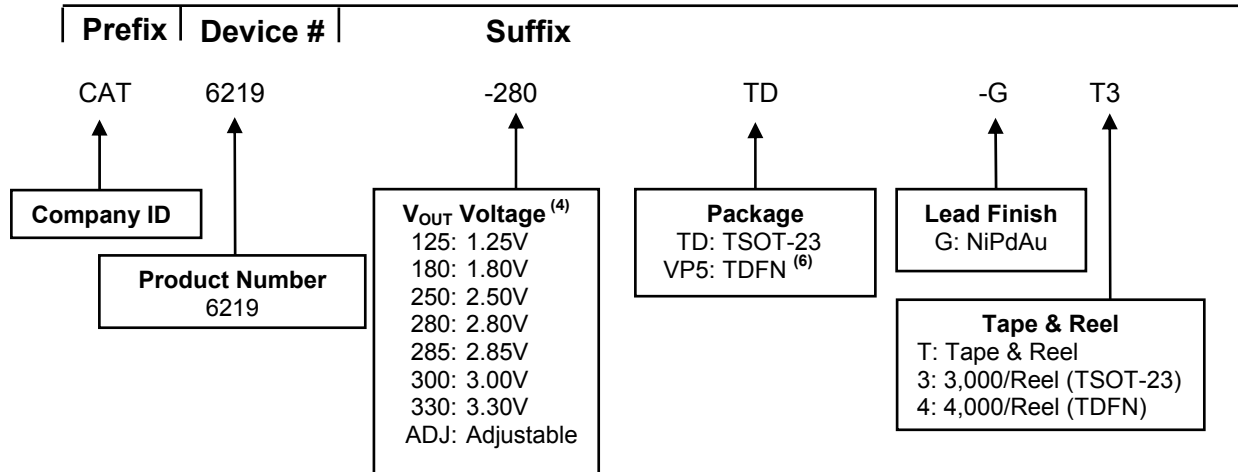 Prefix Device # Suffix
CAT 6219 -280 TD -G T3
Company ID
Product Number
6219
VOUT Voltage (4)
125: 1.25V
180: 1.80V
250: 2.50V
280: 2.80V
285: 2.85V
300: 3.00V
330: 3.30V
ADJ: Adjustable
Package
TD: TSOT-23
VP5: TDFN (6)
Lead Finish
G: NiPdAu
Tape & Reel
T: Tape & Reel
3: 3,000/Reel (TSOT-23)
4: 4,000/Reel (TDFN)